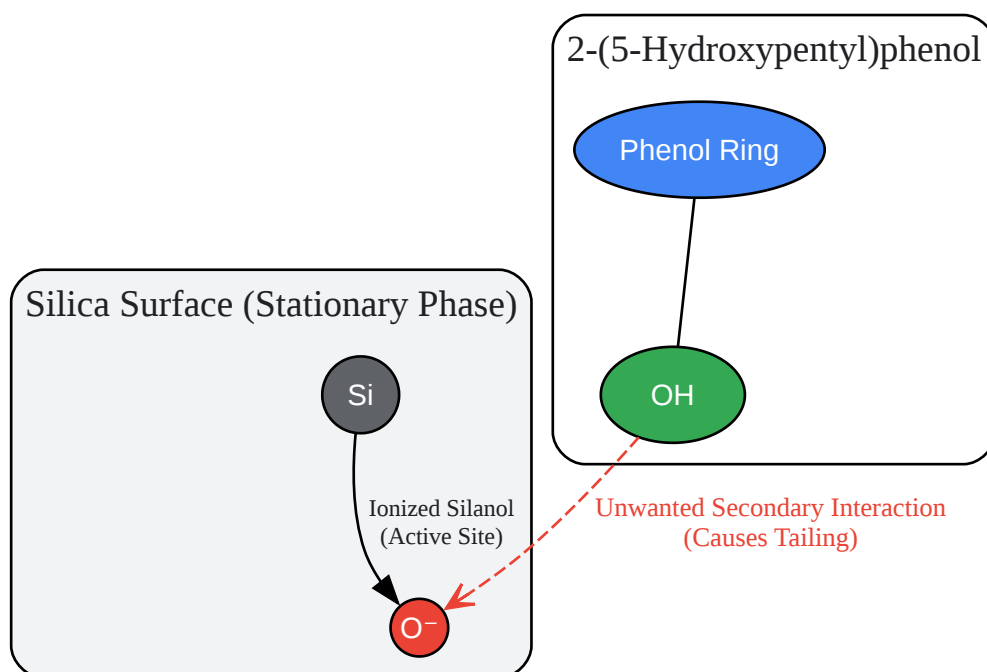 2-(5-Hydroxypentyl)phenol
Phenol Ring
Silica Surface (Stationary Phase)
Si
OH
Ionized Silanol
(Active Site)
Unwanted Secondary Interaction
(Causes Tailing)
O⁻